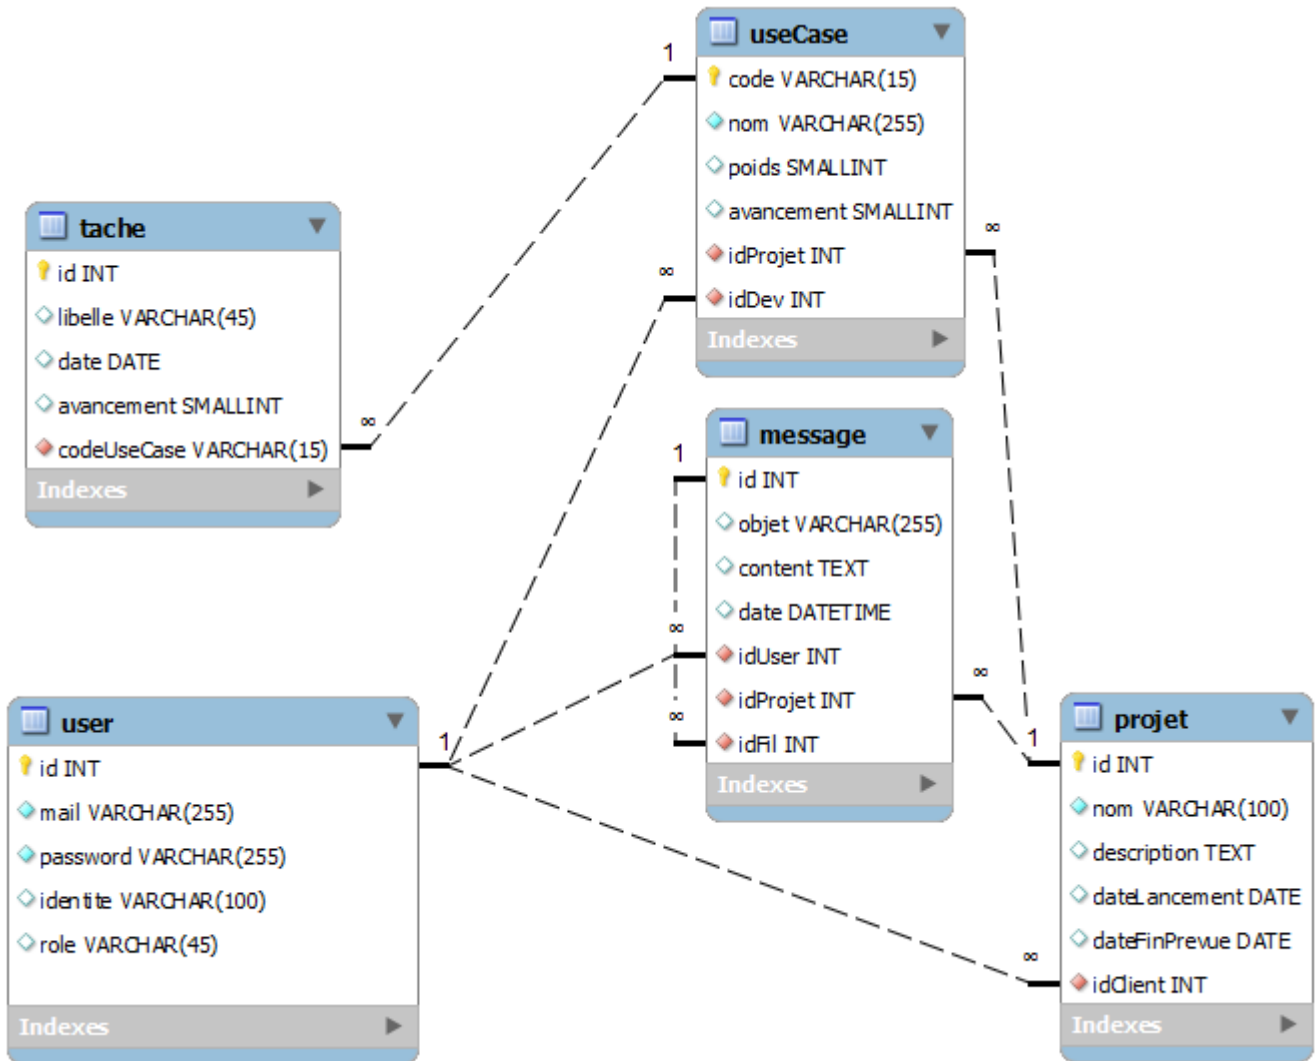 useCase
code VARCHAR(15)
nom VARCHAR(255)
poids SMALLINT
avancement SMALLINT
idProjet INT
idDev INT
Indexes
1
∞
∞
tache
id INT
libelle VARCHAR(45)
date DATE
avancement SMALLINT
codeUseCase VARCHAR(15)
Indexes
∞
message
id INT
objet VARCHAR(255)
content TEXT
date DATETIME
idUser INT
idProjet INT
idFil INT
Indexes
1
∞
∞
∞
user
id INT
mail VARCHAR(255)
password VARCHAR(255)
identite VARCHAR(100)
role VARCHAR(45)
Indexes
1
projet
id INT
nom VARCHAR(100)
description TEXT
dateLancement DATE
dateFinPrevue DATE
idClient INT
Indexes
1
∞